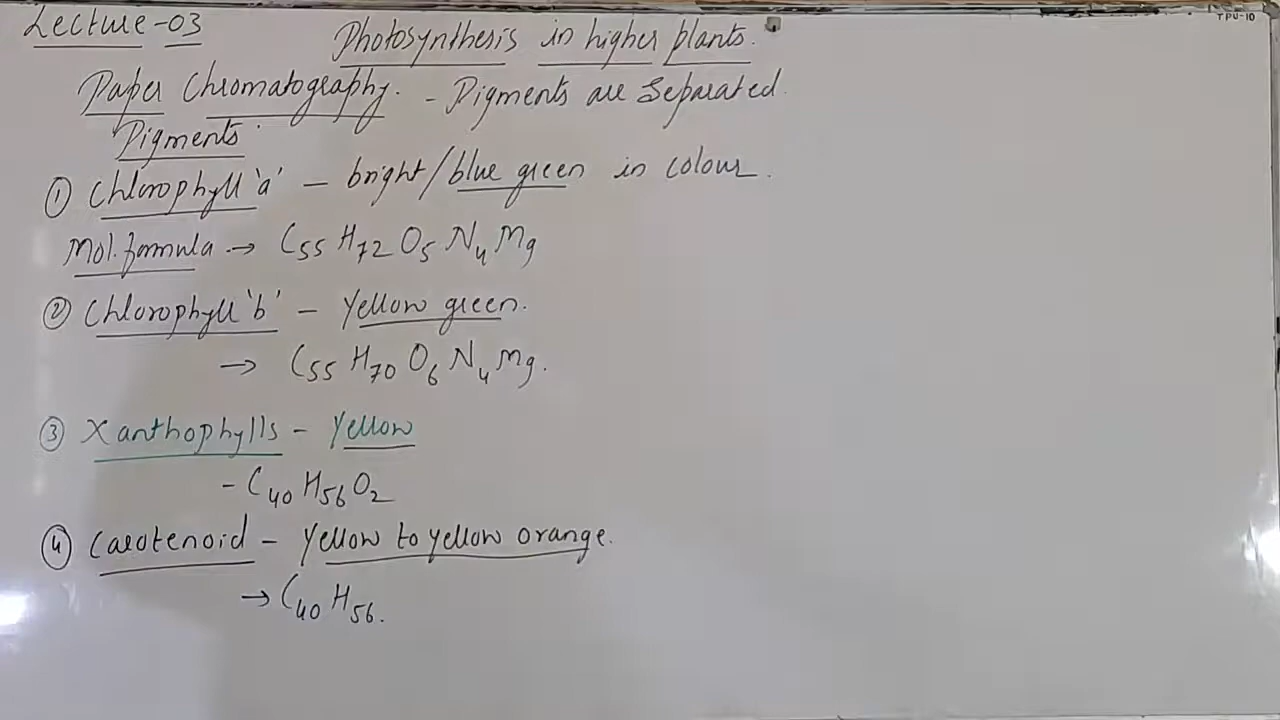 Lecture-03
Photosynthesis in higher plants.
TPU-10
Paper Chromatography. - Pigments are Separated.
Pigments
① Chlorophyll 'a' – bright/blue green in colour.
Mol. formula → C₅₅ H₇₂ O₅ N₄ Mg
② Chlorophyll 'b' – Yellow green.
→ C₅₅ H₇₀ O₆ N₄ Mg.
③ Xanthophylls – Yellow
- C₄₀ H₅₆ O₂
④ Carotenoid – Yellow to yellow orange.
→ C₄₀ H₅₆.